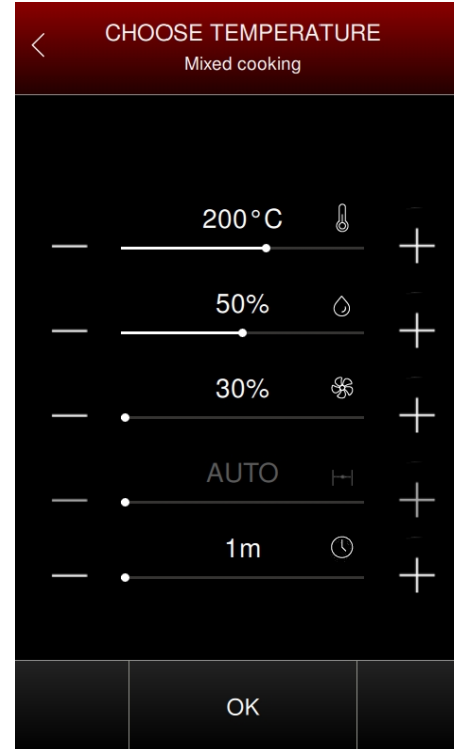 CHOOSE TEMPERATURE
Mixed cooking
200°C
50%
30%
AUTO
1m
OK